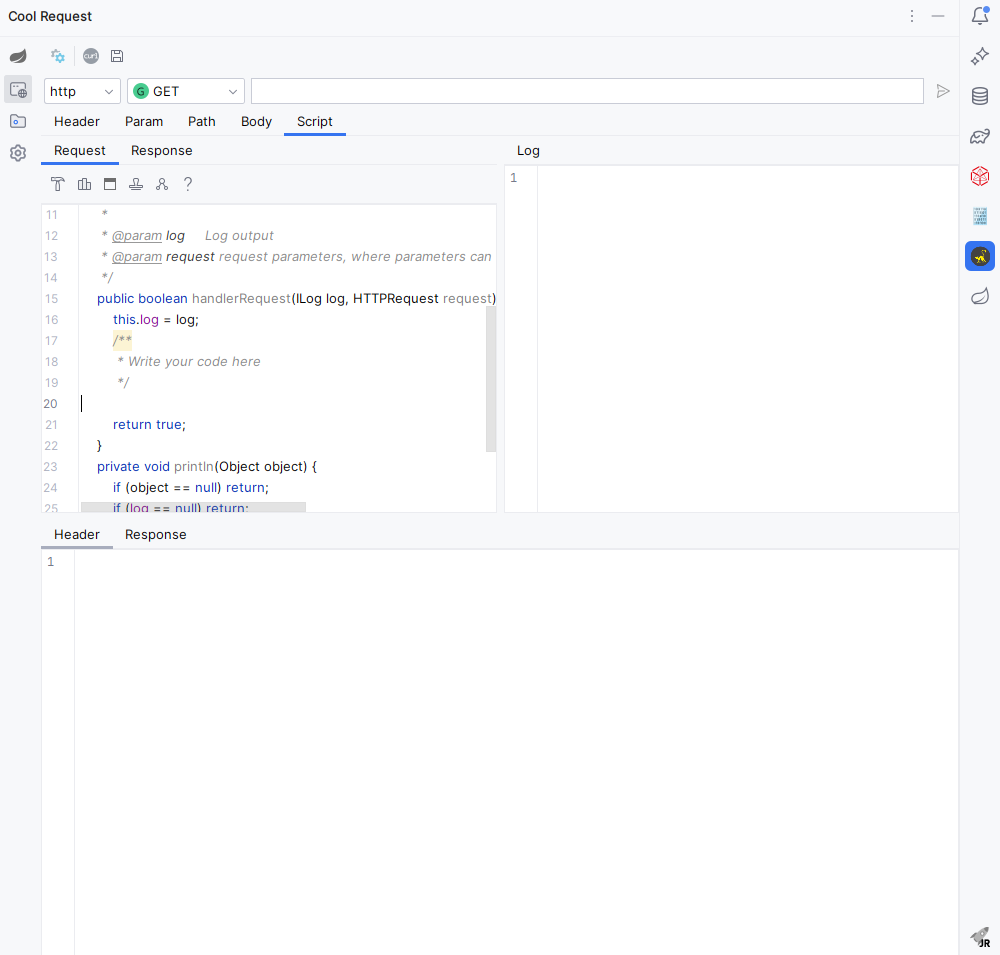 Cool Request
curl
http
G GET
Header Param Path Body Script
Request Response
Log
?
1
11 *
12 * @param log Log output
13 * @param request request parameters, where parameters can
14 */
15 public boolean handlerRequest(ILog log, HTTPRequest request)
16 this.log = log;
17 /**
18 * Write your code here
19 */
20
21 return true;
22 }
23 private void println(Object object) {
24 if (object == null) return;
25 if (log == null) return;
Header Response
1
JR